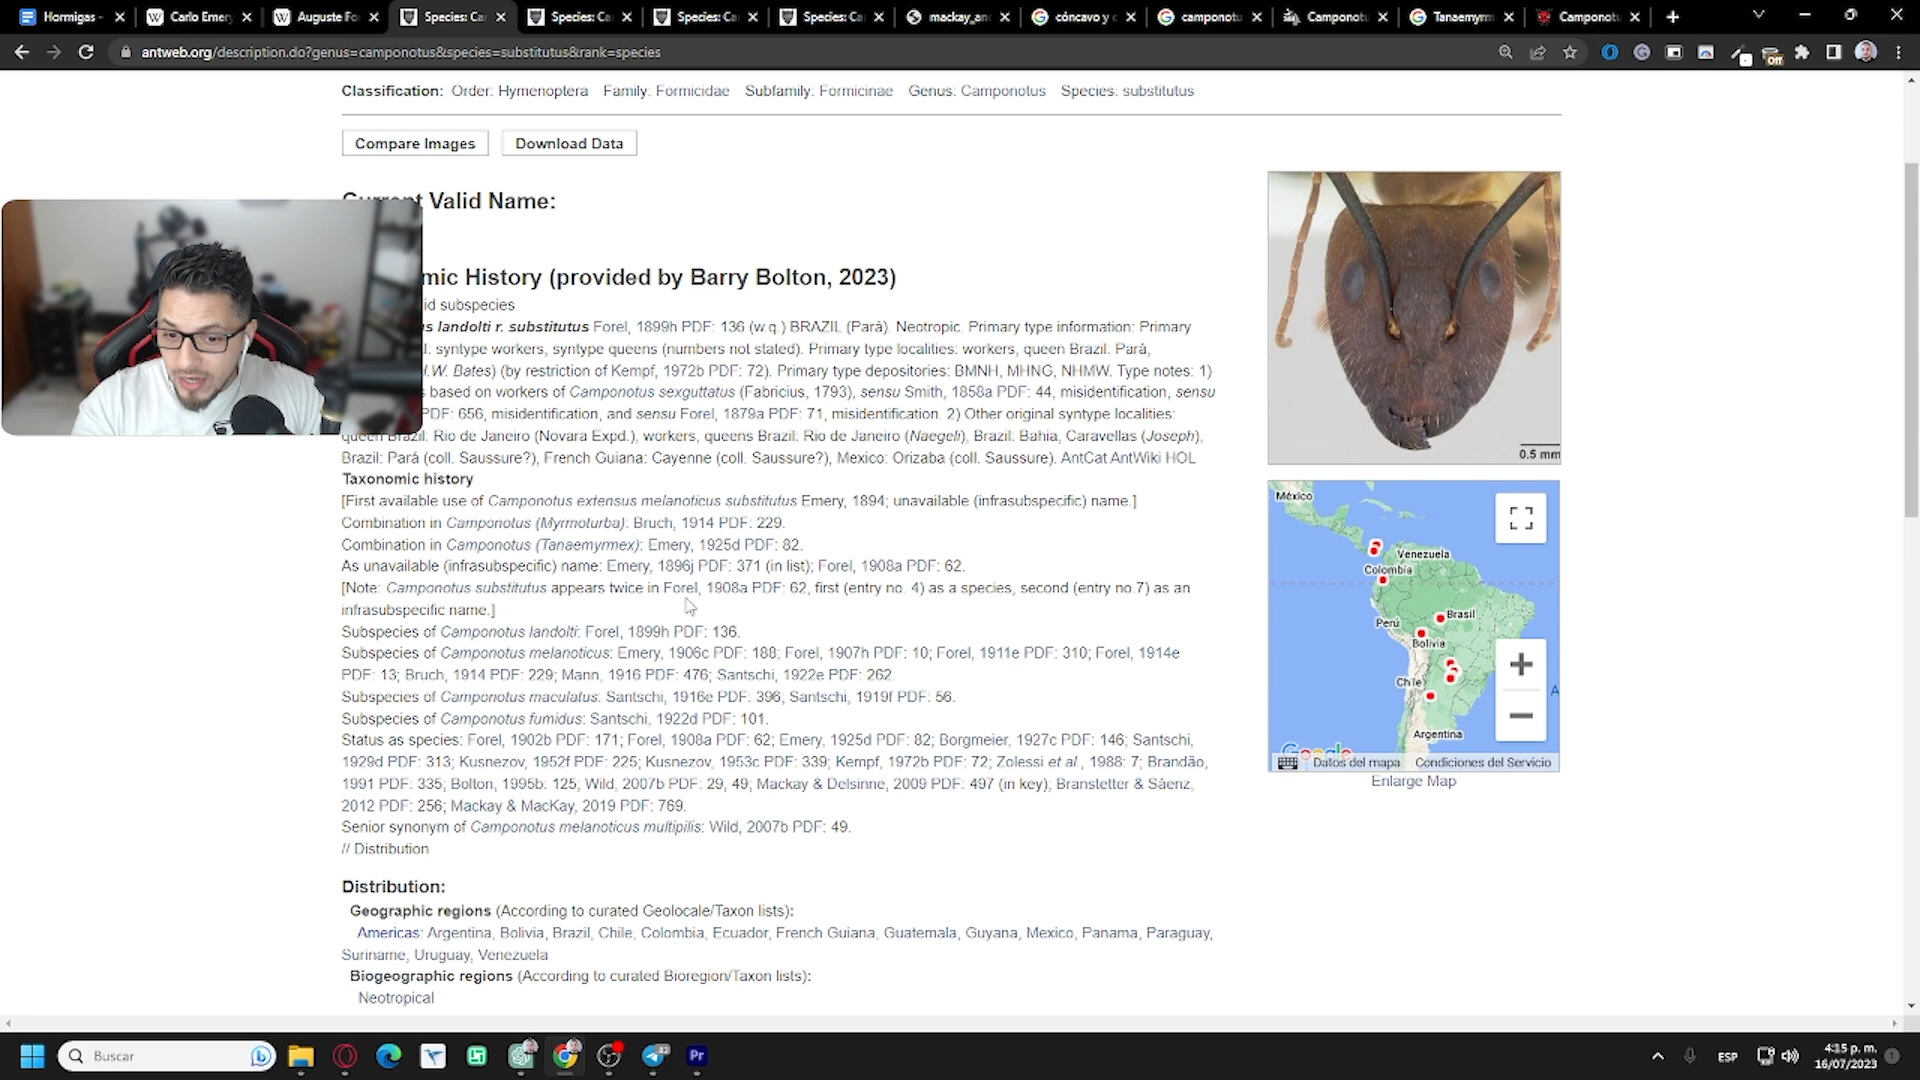 Hormigas -
Carlo Emery
Auguste Fo
Species: Ca
Species: Ca
Species: Ca
Species: Ca
mackay_an
cóncavo y c
camponotu
Camponotu
Tanaemyrm
Camponotu
antweb.org/description.do?genus=camponotus&species=substitutus&rank=species
Off
Classification: Order: Hymenoptera Family: Formicidae Subfamily: Formicinae Genus: Camponotus Species: substitutus
Compare Images
Download Data
Current Valid Name:
mic History (provided by Barry Bolton, 2023)
id subspecies
us landolti r. substitutus Forel, 1899h PDF: 136 (w.q.) BRAZIL (Pará). Neotropic. Primary type information: Primary
: syntype workers, syntype queens (numbers not stated). Primary type localities: workers, queen Brazil: Pará,
.W. Bates) (by restriction of Kempf, 1972b PDF: 72). Primary type depositories: BMNH, MHNG, NHMW. Type notes: 1)
s based on workers of Camponotus sexguttatus (Fabricius, 1793), sensu Smith, 1858a PDF: 44, misidentification, sensu
PDF: 656, misidentification, and sensu Forel, 1879a PDF: 71, misidentification. 2) Other original syntype localities:
queen Brazil: Rio de Janeiro (Novara Expd.), workers, queens Brazil: Rio de Janeiro (Naegeli), Brazil: Bahia, Caravellas (Joseph),
Brazil: Pará (coll. Saussure?), French Guiana: Cayenne (coll. Saussure?), Mexico: Orizaba (coll. Saussure). AntCat AntWiki HOL
Taxonomic history
[First available use of Camponotus extensus melanoticus substitutus Emery, 1894; unavailable (infrasubspecific) name.]
Combination in Camponotus (Myrmoturba): Bruch, 1914 PDF: 229.
Combination in Camponotus (Tanaemyrmex): Emery, 1925d PDF: 82.
As unavailable (infrasubspecific) name: Emery, 1896j PDF: 371 (in list); Forel, 1908a PDF: 62.
[Note: Camponotus substitutus appears twice in Forel, 1908a PDF: 62, first (entry no. 4) as a species, second (entry no.7) as an
infrasubspecific name.]
Subspecies of Camponotus landolti: Forel, 1899h PDF: 136.
Subspecies of Camponotus melanoticus: Emery, 1906c PDF: 188; Forel, 1907h PDF: 10; Forel, 1911e PDF: 310; Forel, 1914e
PDF: 13; Bruch, 1914 PDF: 229; Mann, 1916 PDF: 476; Santschi, 1922e PDF: 262.
Subspecies of Camponotus maculatus: Santschi, 1916e PDF: 396; Santschi, 1919f PDF: 56.
Subspecies of Camponotus fumidus: Santschi, 1922d PDF: 101.
Status as species: Forel, 1902b PDF: 171; Forel, 1908a PDF: 62; Emery, 1925d PDF: 82; Borgmeier, 1927c PDF: 146; Santschi,
1929d PDF: 313; Kusnezov, 1952f PDF: 225; Kusnezov, 1953c PDF: 339; Kempf, 1972b PDF: 72; Zolessi et al., 1988: 7; Brandão,
1991 PDF: 335; Bolton, 1995b: 125; Wild, 2007b PDF: 29, 49; Mackay & Delsinne, 2009 PDF: 497 (in key); Branstetter & Sáenz,
2012 PDF: 256; Mackay & MacKay, 2019 PDF: 769.
Senior synonym of Camponotus melanoticus multipilis: Wild, 2007b PDF: 49.
// Distribution
Distribution:
Geographic regions (According to curated Geolocale/Taxon lists):
Americas: Argentina, Bolivia, Brazil, Chile, Colombia, Ecuador, French Guiana, Guatemala, Guyana, Mexico, Panama, Paraguay,
Suriname, Uruguay, Venezuela
Biogeographic regions (According to curated Bioregion/Taxon lists):
Neotropical
0.5 mm
México
Venezuela
Colombia
Brasil
Perú
Bolivia
Chile
A
Argentina
Google
Datos del mapa
Condiciones del Servicio
Enlarge Map
Buscar
Pr
ESP
4:15 p. m.
16/07/2023